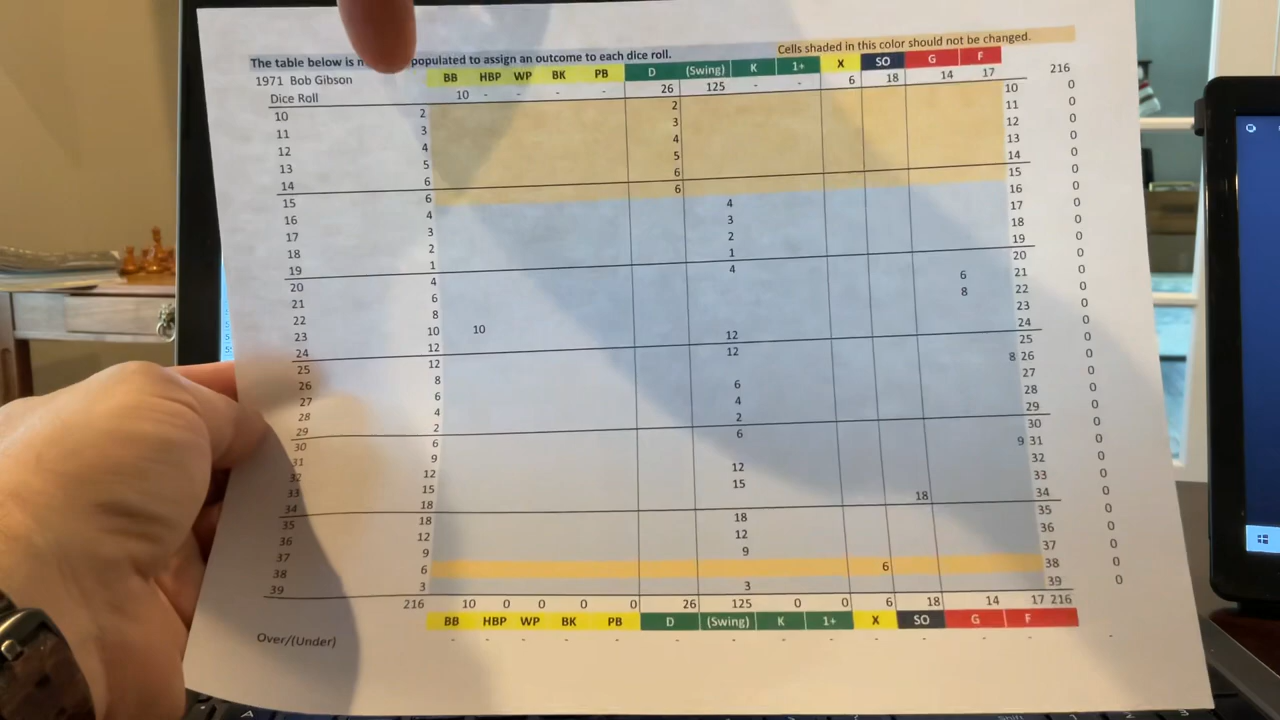 Cells shaded in this color should not be changed.
The table below is populated to assign an outcome to each dice roll.
1971 Bob Gibson BB HBP WP BK PB D (Swing) K 1+ X SO G F
Dice Roll 10 - - - - 26 125 - - 6 18 14 17 216
10 2 2 10 0
11 3 3 11 0
12 4 4 12 0
13 5 5 13 0
14 6 6 14 0
15 6 6 15 0
16 4 4 16 0
17 3 3 17 0
18 2 2 18 0
19 1 1 19 0
20 4 4 20 0
21 6 6 21 0
22 8 8 22 0
23 10 10 23 0
24 12 12 24 0
25 12 12 25 0
26 8 8 26 0
27 6 6 27 0
28 4 4 28 0
29 2 2 29 0
30 6 6 30 0
31 9 9 31 0
32 12 12 32 0
33 15 15 33 0
34 18 18 34 0
35 18 18 35 0
36 12 12 36 0
37 9 9 37 0
38 6 6 38 0
39 3 3 39 0
216 10 0 0 0 0 26 125 0 0 6 18 14 17 216
BB HBP WP BK PB D (Swing) K 1+ X SO G F
Over/(Under) - - - - - - - - - - - - - -